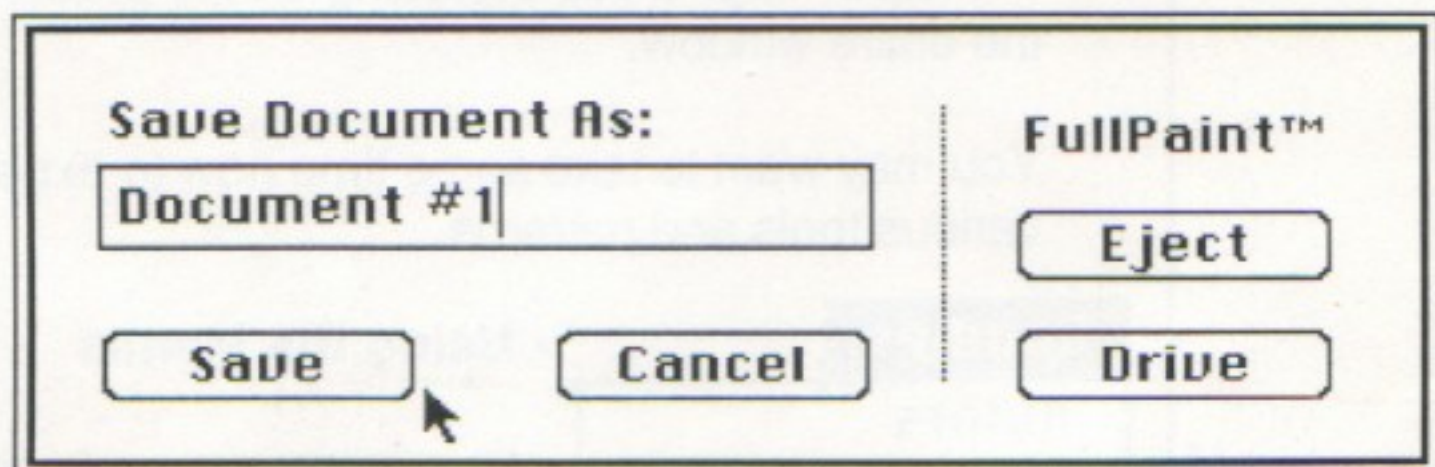 Save Document As:
Document #1
Save
Cancel
FullPaint™
Eject
Drive